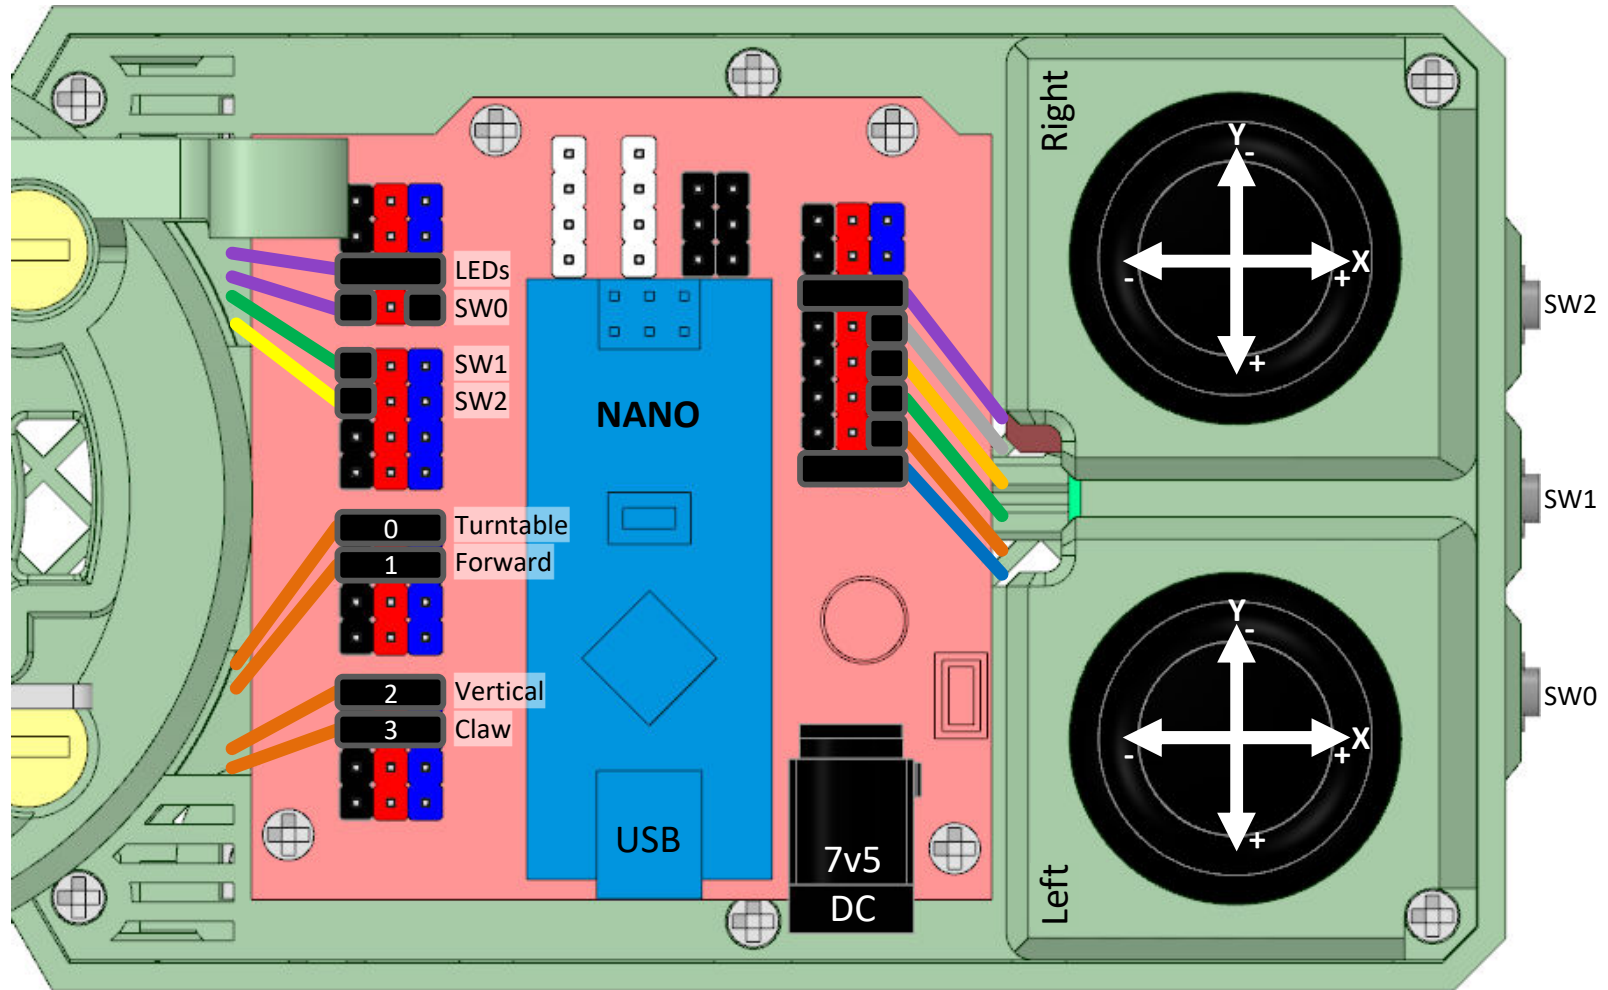 Right
Y
-
-
X
+
+
SW2
LEDs
SW0
SW1
SW2
NANO
SW1
0 Turntable
1 Forward
2 Vertical
3 Claw
SW0
Y
-
-
X
+
+
Left
USB
7v5
DC